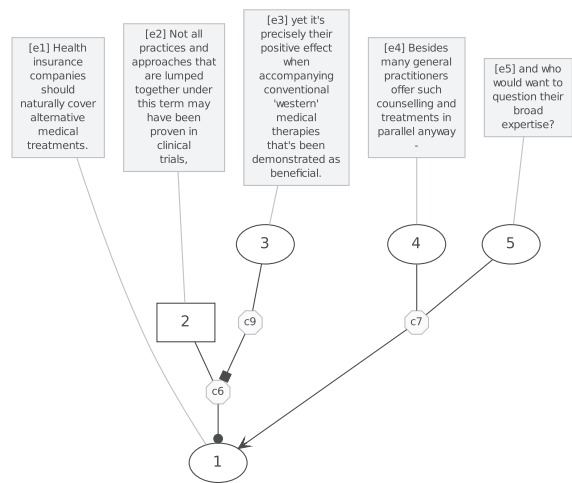 [e1] Health
insurance
companies
should
naturally cover
alternative
medical
treatments.
[e2] Not all
practices and
approaches that
are lumped
together under
this term may
have been
proven in
clinical
trials,
[e3] yet it's
precisely their
positive effect
when
accompanying
conventional
'western'
medical
therapies
that's been
demonstrated as
beneficial.
[e4] Besides
many general
practitioners
offer such
counselling and
treatments in
parallel anyway
-
[e5] and who
would want to
question their
broad
expertise?
3
4
5
2
c9
c7
c6
1